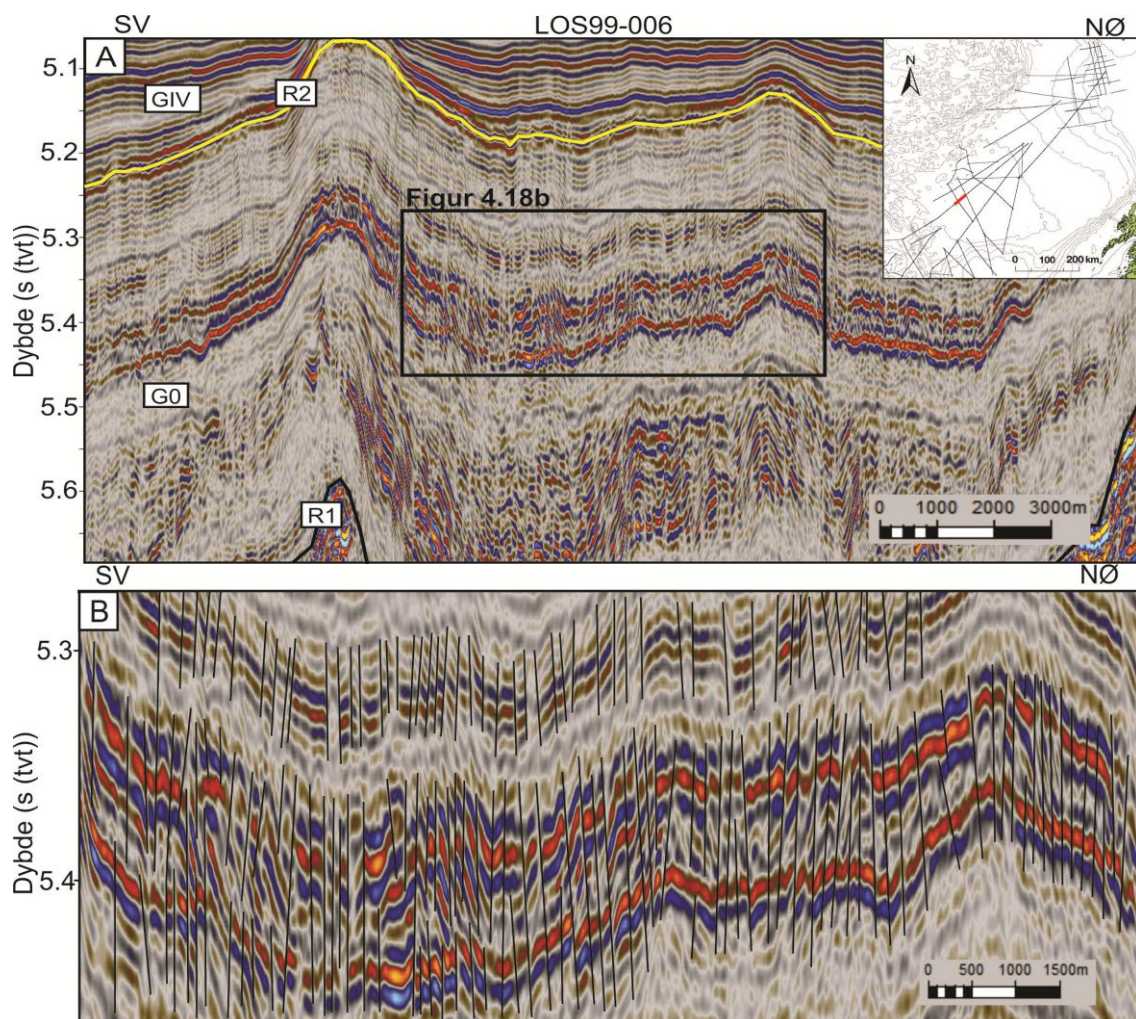 SV LOS99-006 NØ
A
5.1
GIV
R2
N
5.2
Figur 4.18b
5.3
0 100 200 km
5.4
G0
5.5
5.6
R1
0 1000 2000 3000m
Dybde (s (tvt))
SV NØ
B
5.3
5.4
0 500 1000 1500m
Dybde (s (tvt))